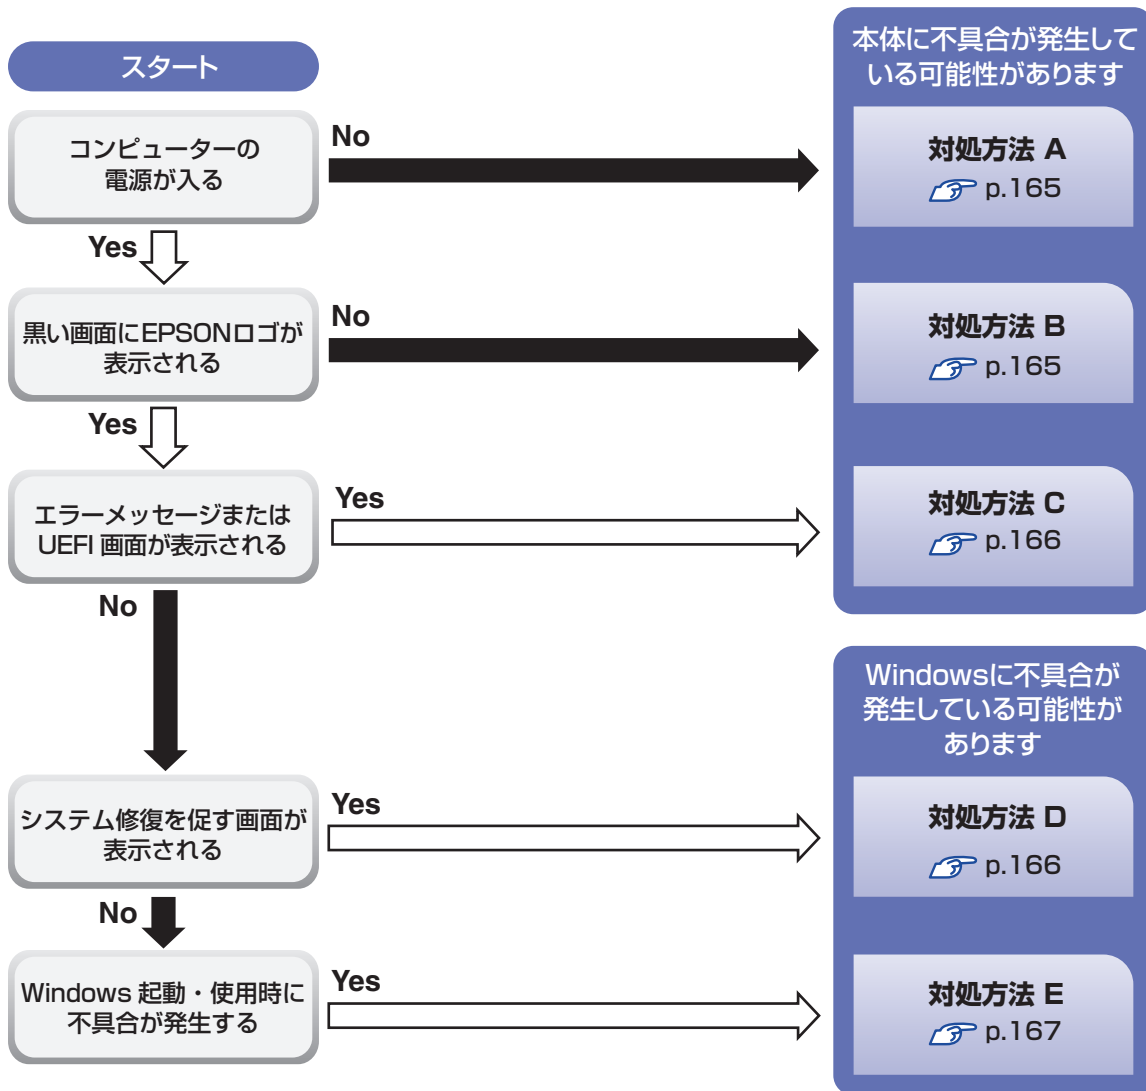 スタート
コンピューターの
電源が入る
No
Yes
黒い画面にEPSONロゴが
表示される
No
Yes
エラーメッセージまたは
UEFI 画面が表示される
Yes
No
システム修復を促す画面が
表示される
Yes
No
Windows 起動・使用時に
不具合が発生する
Yes
本体に不具合が発生して
いる可能性があります
対処方法 A
p.165
対処方法 B
p.165
対処方法 C
p.166
Windowsに不具合が
発生している可能性が
あります
対処方法 D
p.166
対処方法 E
p.167